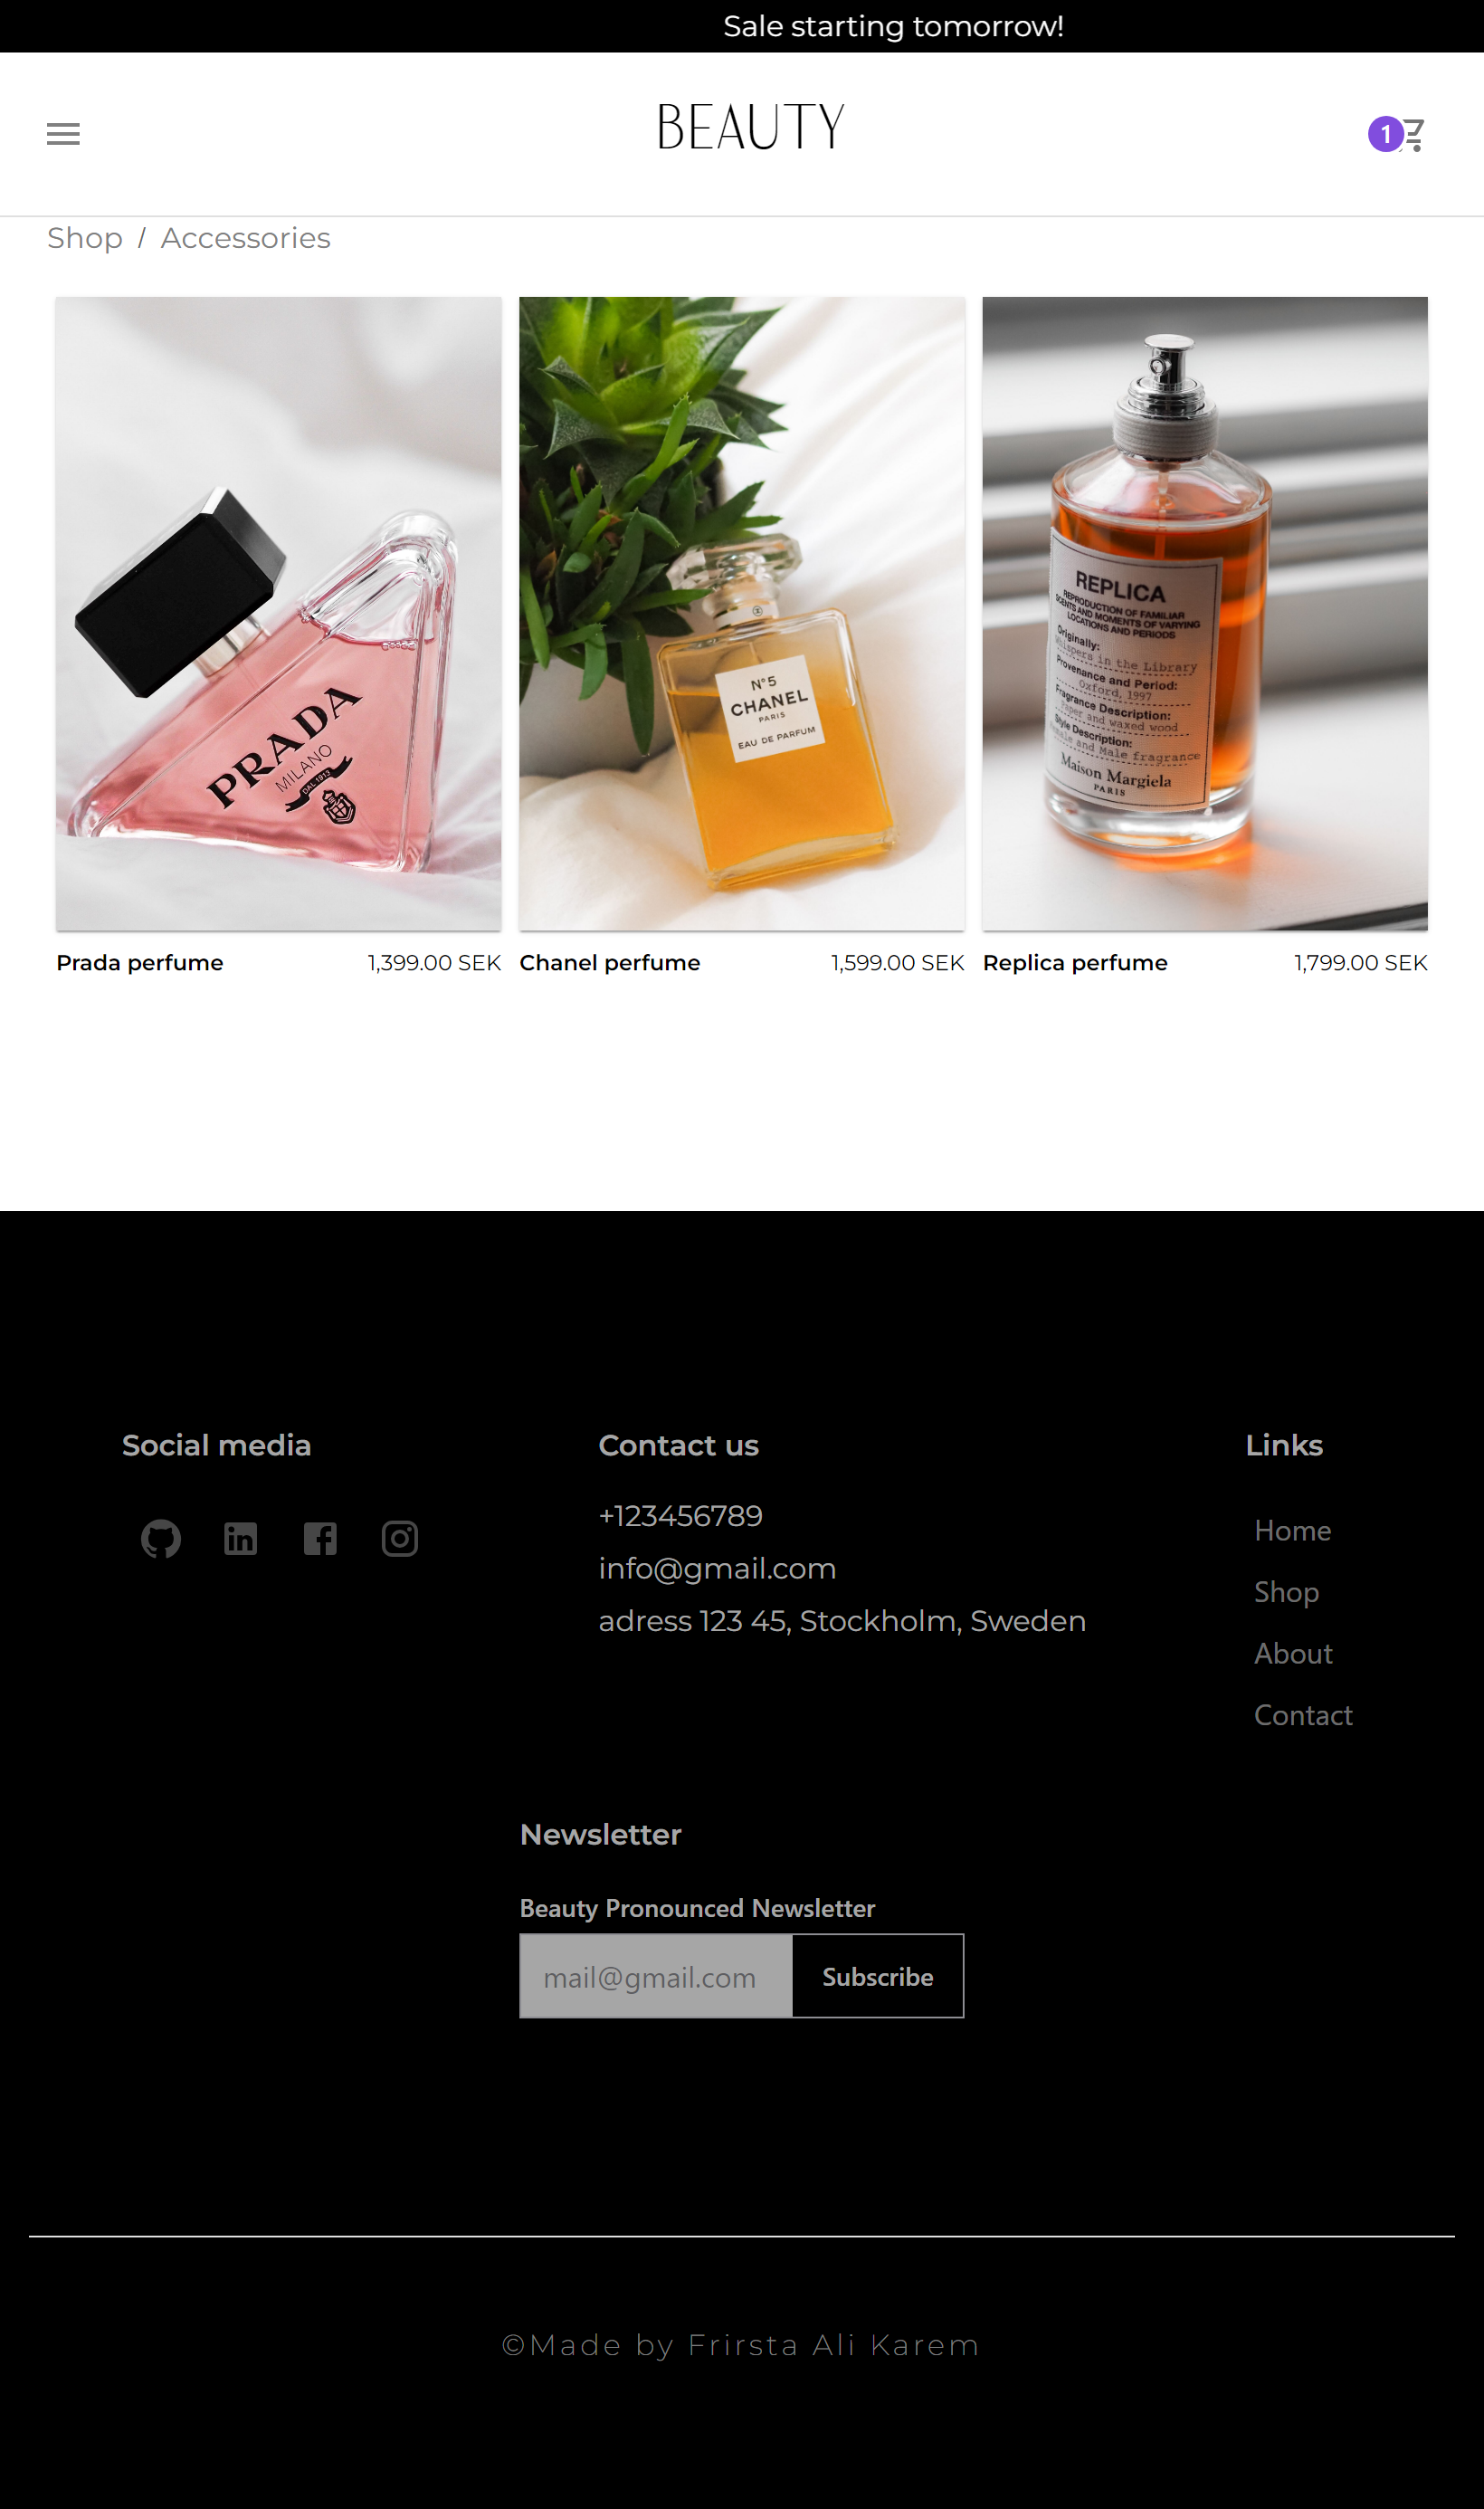 Sale starting tomorrow!
BEAUTY
1
Shop / Accessories
PRADA
MILANO
DAL 1913
N°5
CHANEL
PARIS
EAU DE PARFUM
REPLICA
REPRODUCTION OF FAMILIAR
SCENTS AND MOMENTS OF VARYING
LOCATIONS AND PERIODS
Originally:
Whispers in the Library
Provenance and Period:
Oxford, 1997
Fragrance Description:
Paper and waxed wood
Style Description:
Female and Male fragrance
Maison Margiela
PARIS
Prada perfume 1,399.00 SEK
Chanel perfume 1,599.00 SEK
Replica perfume 1,799.00 SEK
Social media
Contact us
+123456789
info@gmail.com
adress 123 45, Stockholm, Sweden
Links
Home
Shop
About
Contact
Newsletter
Beauty Pronounced Newsletter
mail@gmail.com Subscribe
©Made by Frirsta Ali Karem